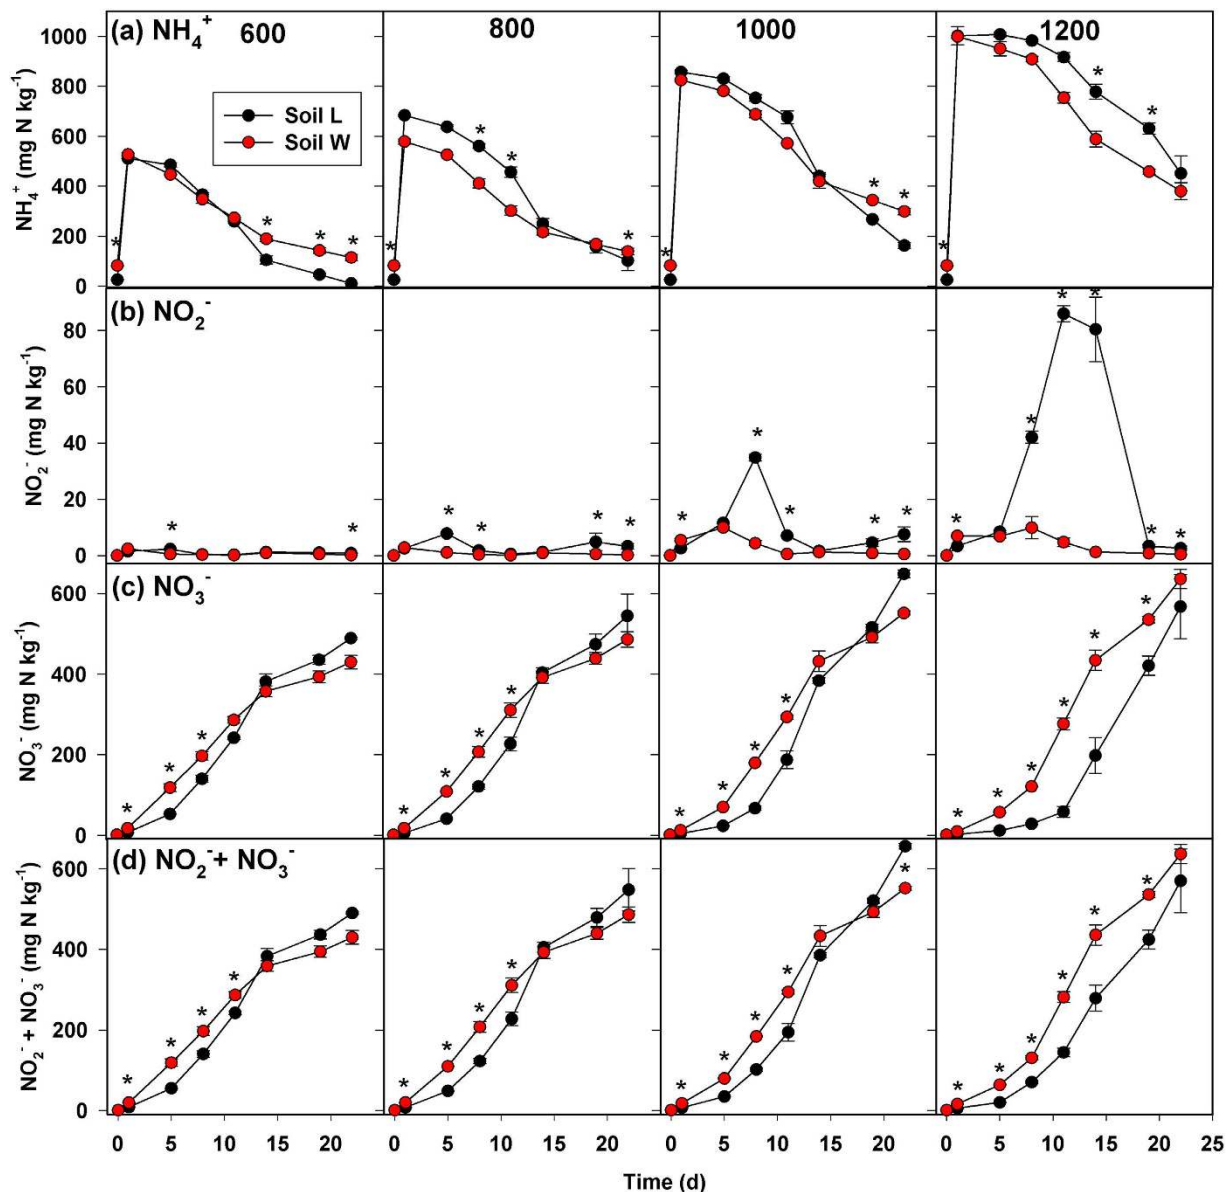 (a) NH₄⁺ 600 800 1000 1200
Soil L
Soil W
NH₄⁺ (mg N kg⁻¹)
1000
800
600
400
200
0
* * * *
* * * * *
* * *
* * *
(b) NO₂⁻
NO₂⁻ (mg N kg⁻¹)
80
60
40
20
0
* *
* * * *
* * * * *
* * * * * *
(c) NO₃⁻
NO₃⁻ (mg N kg⁻¹)
600
400
200
0
* * *
* * * *
* * * *
* * * * * *
(d) NO₂⁻+ NO₃⁻
NO₂⁻ + NO₃⁻ (mg N kg⁻¹)
600
400
200
0
* * * *
* * * *
* * * * *
* * * * * *
0 5 10 15 20 0 5 10 15 20 0 5 10 15 20 0 5 10 15 20 25
Time (d)